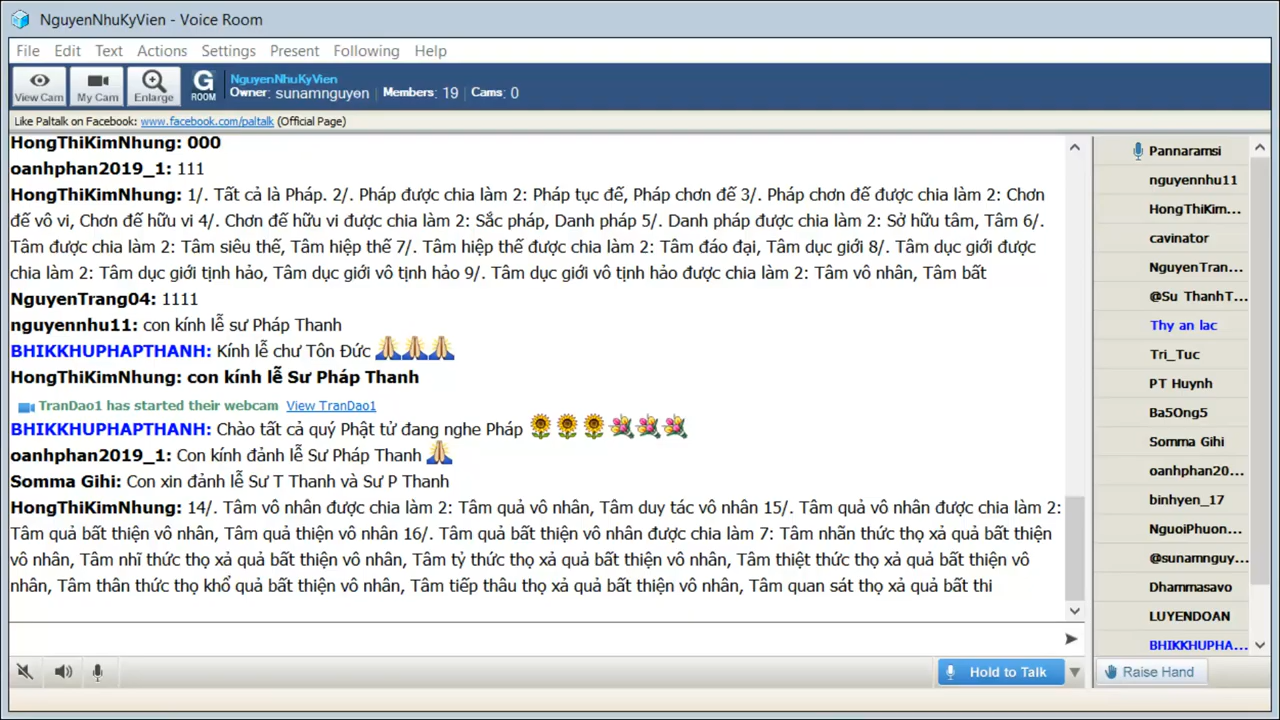 NguyenNhuKyVien - Voice Room
File Edit Text Actions Settings Present Following Help
View Cam My Cam Enlarge G ROOM NguyenNhuKyVien
Owner: sunamnguyen Members: 19 Cams: 0
Like Paltalk on Facebook: www.facebook.com/paltalk (Official Page)
HongThiKimNhung: 000
oanhphan2019_1: 111
HongThiKimNhung: 1/. Tất cả là Pháp. 2/. Pháp được chia làm 2: Pháp tục đế, Pháp chơn đế 3/. Pháp chơn đế được chia làm 2: Chơn
đế vô vi, Chơn đế hữu vi 4/. Chơn đế hữu vi được chia làm 2: Sắc pháp, Danh pháp 5/. Danh pháp được chia làm 2: Sở hữu tâm, Tâm 6/.
Tâm được chia làm 2: Tâm siêu thế, Tâm hiệp thế 7/. Tâm hiệp thế được chia làm 2: Tâm đáo đại, Tâm dục giới 8/. Tâm dục giới được
chia làm 2: Tâm dục giới tịnh hảo, Tâm dục giới vô tịnh hảo 9/. Tâm dục giới vô tịnh hảo được chia làm 2: Tâm vô nhân, Tâm bất
NguyenTrang04: 1111
nguyennhu11: con kính lễ sư Pháp Thanh
BHIKKHUPHAPTHANH: Kính lễ chư Tôn Đức
HongThiKimNhung: con kính lễ Sư Pháp Thanh
TranDao1 has started their webcam View TranDao1
BHIKKHUPHAPTHANH: Chào tất cả quý Phật tử đang nghe Pháp
oanhphan2019_1: Con kính đảnh lễ Sư Pháp Thanh
Somma Gihi: Con xin đảnh lễ Sư T Thanh và Sư P Thanh
HongThiKimNhung: 14/. Tâm vô nhân được chia làm 2: Tâm quả vô nhân, Tâm duy tác vô nhân 15/. Tâm quả vô nhân được chia làm 2:
Tâm quả bất thiện vô nhân, Tâm quả thiện vô nhân 16/. Tâm quả bất thiện vô nhân được chia làm 7: Tâm nhãn thức thọ xả quả bất thiện
vô nhân, Tâm nhĩ thức thọ xả quả bất thiện vô nhân, Tâm tỷ thức thọ xả quả bất thiện vô nhân, Tâm thiệt thức thọ xả quả bất thiện vô
nhân, Tâm thân thức thọ khổ quả bất thiện vô nhân, Tâm tiếp thâu thọ xả quả bất thiện vô nhân, Tâm quan sát thọ xả quả bất thi
Pannaramsi
nguyennhu11
HongThiKim...
cavinator
NguyenTran...
@Su ThanhT...
Thy an lac
Tri_Tuc
PT Huynh
Ba5Ong5
Somma Gihi
oanhphan20...
binhyen_17
NguoiPhuon...
@sunamnguy...
Dhammasavo
LUYENDOAN
BHIKKHUPHA...
Hold to Talk
Raise Hand